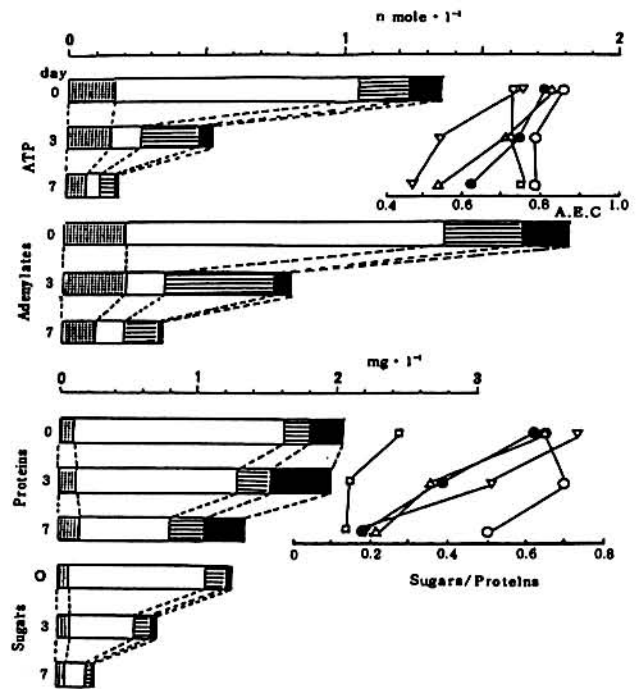 n mole · l⁻¹
0 1 2
day
0
3
7
ATP
0.4 0.6 0.8 1.0
A.E.C
0
3
7
Adenylates
mg · l⁻¹
0 1 2 3
0
3
7
Proteins
0 0.2 0.4 0.6 0.8
Sugars/Proteins
O
3
7
Sugars